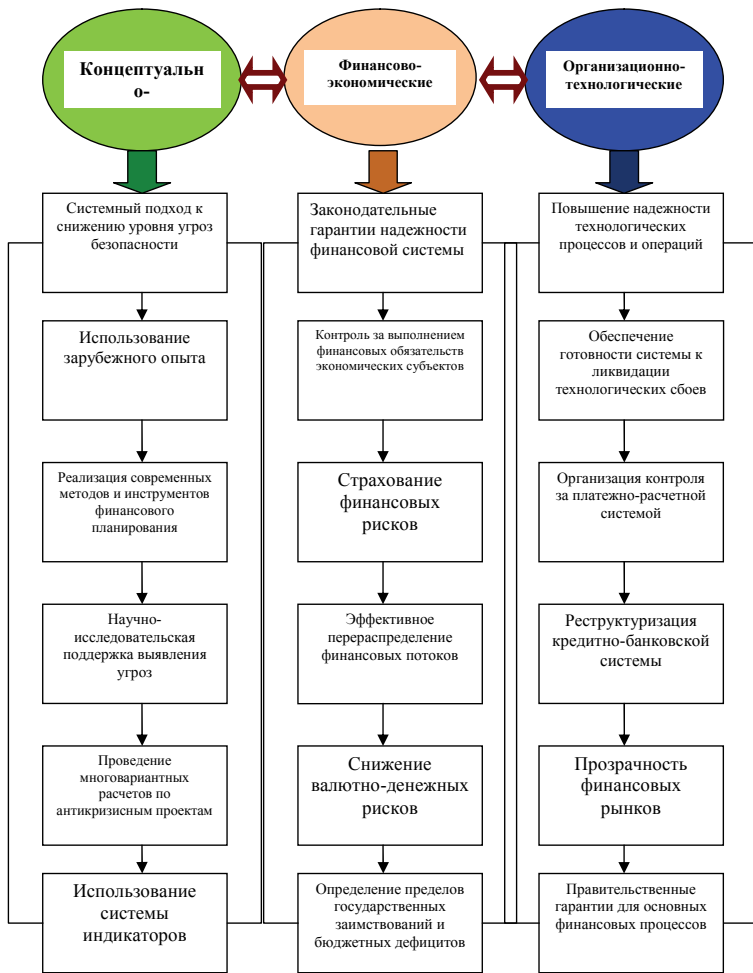 Концептуальн
о-
Финансово-
экономические
Организационно-
технологические
Системный подход к
снижению уровня угроз
безопасности
Использование
зарубежного опыта
Реализация современных
методов и инструментов
финансового
планирования
Научно-
исследовательская
поддержка выявления
угроз
Проведение
многовариантных
расчетов по
антикризисным проектам
Использование
системы
индикаторов
Законодательные
гарантии надежности
финансовой системы
Контроль за выполнением
финансовых обязательств
экономических субъектов
Страхование
финансовых
рисков
Эффективное
перераспределение
финансовых потоков
Снижение
валютно-денежных
рисков
Определение пределов
государственных
заимствований и
бюджетных дефицитов
Повышение надежности
технологических
процессов и операций
Обеспечение
готовности системы к
ликвидации
технологических сбоев
Организация контроля
за платежно-расчетной
системой
Реструктуризация
кредитно-банковской
системы
Прозрачность
финансовых
рынков
Правительственные
гарантии для основных
финансовых процессов